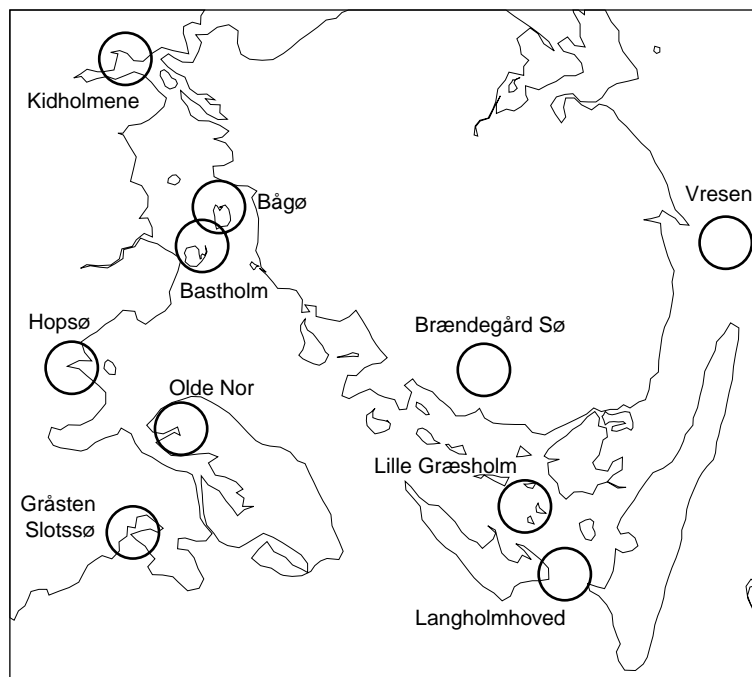 Kidholmene
Bågø
Vresen
Bastholm
Hopsø
Brændegård Sø
Olde Nor
Lille Græsholm
Gråsten
Slotssø
Langholmhoved